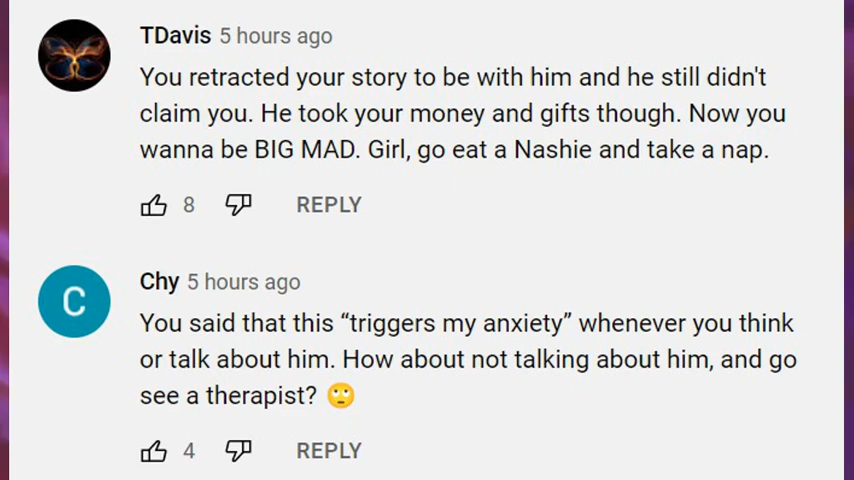 TDavis 5 hours ago
You retracted your story to be with him and he still didn't
claim you. He took your money and gifts though. Now you
wanna be BIG MAD. Girl, go eat a Nashie and take a nap.
8 REPLY
C
Chy 5 hours ago
You said that this “triggers my anxiety” whenever you think
or talk about him. How about not talking about him, and go
see a therapist? 🙄
4 REPLY